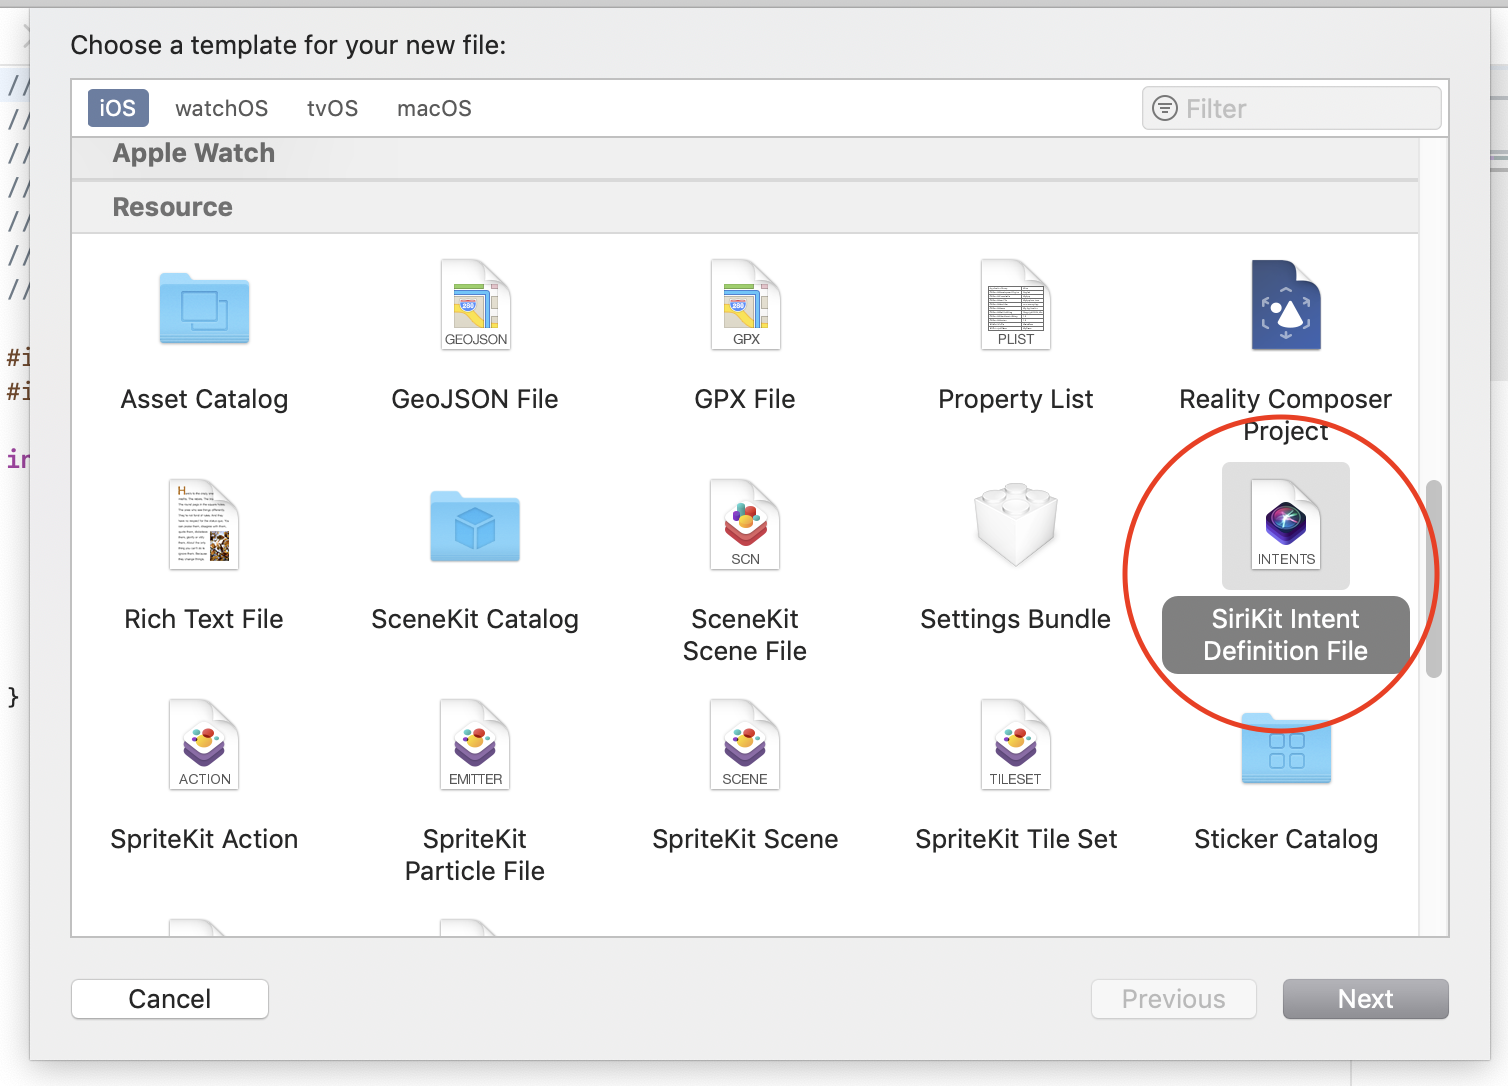 Choose a template for your new file:
iOS watchOS tvOS macOS Filter
Apple Watch
Resource
GEOJSON GPX PLIST
Asset Catalog GeoJSON File GPX File Property List Reality Composer
Project
SCN INTENTS
Rich Text File SceneKit Catalog SceneKit Settings Bundle SiriKit Intent
Scene File Definition File
ACTION EMITTER SCENE TILESET
SpriteKit Action SpriteKit SpriteKit Scene SpriteKit Tile Set Sticker Catalog
Particle File
Cancel Previous Next
//
//
//
//
//
//
//
#i
#i
in
}